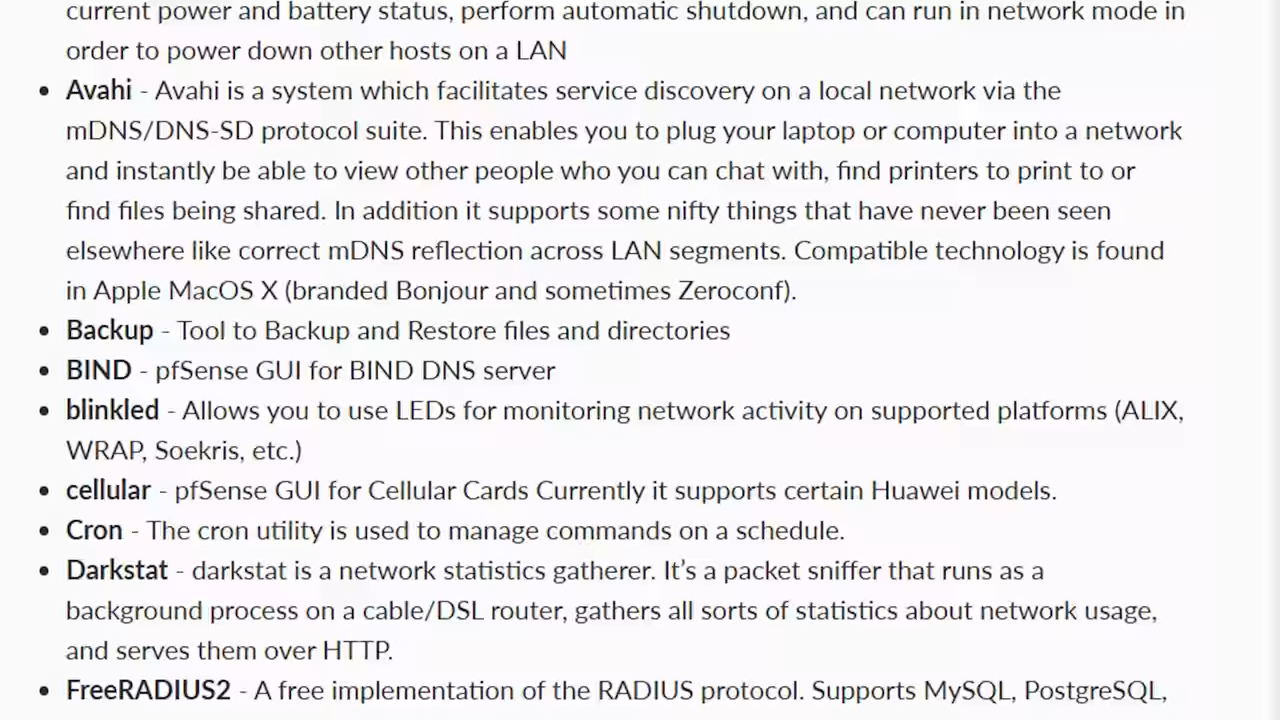 current power and battery status, perform automatic shutdown, and can run in network mode in
order to power down other hosts on a LAN
• Avahi - Avahi is a system which facilitates service discovery on a local network via the
mDNS/DNS-SD protocol suite. This enables you to plug your laptop or computer into a network
and instantly be able to view other people who you can chat with, find printers to print to or
find files being shared. In addition it supports some nifty things that have never been seen
elsewhere like correct mDNS reflection across LAN segments. Compatible technology is found
in Apple MacOS X (branded Bonjour and sometimes Zeroconf).
• Backup - Tool to Backup and Restore files and directories
• BIND - pfSense GUI for BIND DNS server
• blinkled - Allows you to use LEDs for monitoring network activity on supported platforms (ALIX,
WRAP, Soekris, etc.)
• cellular - pfSense GUI for Cellular Cards Currently it supports certain Huawei models.
• Cron - The cron utility is used to manage commands on a schedule.
• Darkstat - darkstat is a network statistics gatherer. It’s a packet sniffer that runs as a
background process on a cable/DSL router, gathers all sorts of statistics about network usage,
and serves them over HTTP.
• FreeRADIUS2 - A free implementation of the RADIUS protocol. Supports MySQL, PostgreSQL,